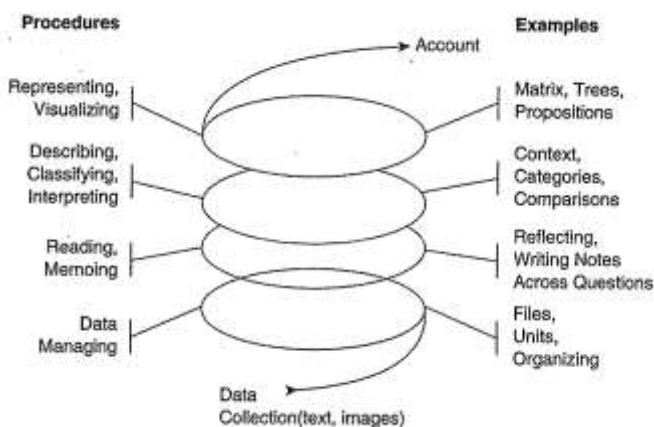 Procedures
Examples
Account
Representing,
Visualizing
Matrix, Trees,
Propositions
Describing,
Classifying,
Interpreting
Context,
Categories,
Comparisons
Reading,
Memoing
Reflecting,
Writing Notes
Across Questions
Data
Managing
Files,
Units,
Organizing
Data
Collection(text, images)